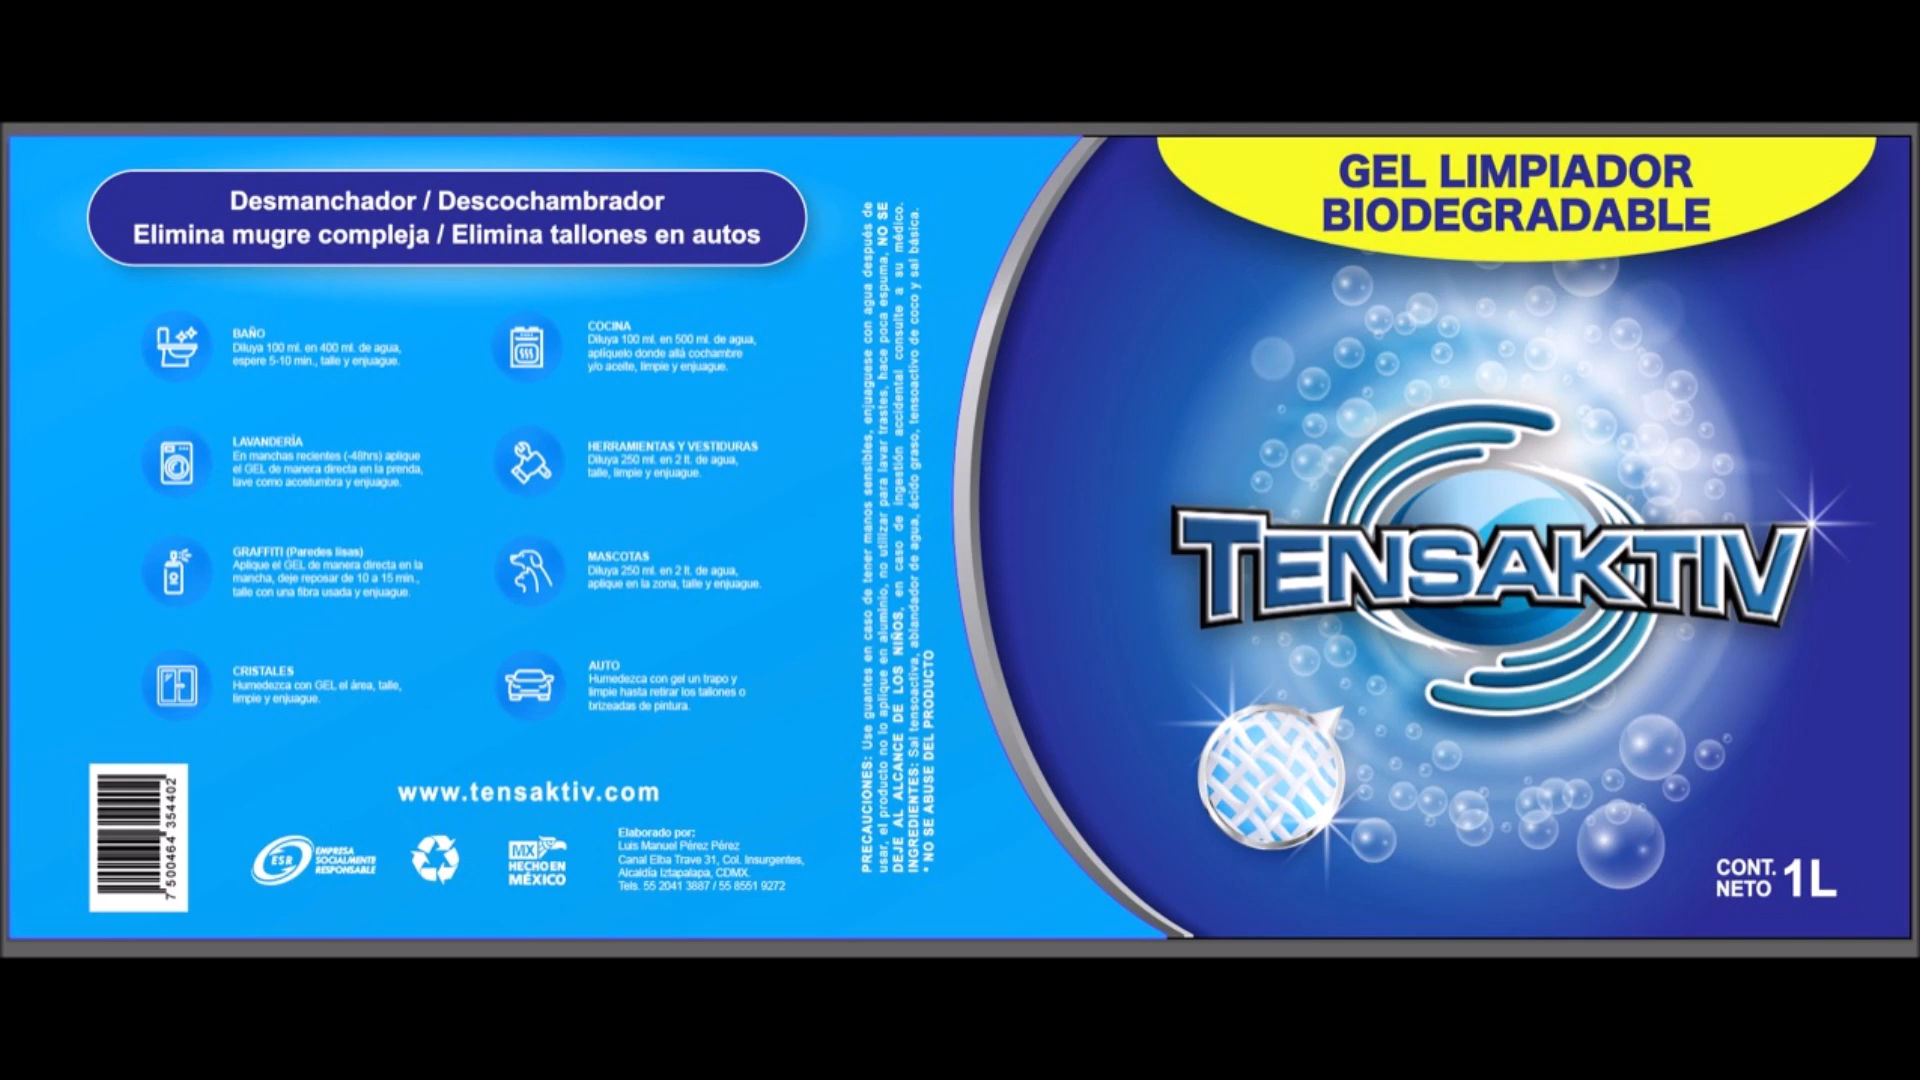 Desmanchador / Descochambrador
Elimina mugre compleja / Elimina tallones en autos
BAÑO
Diluya 100 ml. en 400 ml. de agua,
espere 5-10 min., talle y enjuague.
COCINA
Diluya 100 ml. en 500 ml. de agua,
aplíquelo donde allá cochambre
y/o aceite, limpie y enjuague.
LAVANDERÍA
En manchas recientes (-48hrs) aplique
el GEL de manera directa en la prenda,
lave como acostumbra y enjuague.
HERRAMIENTAS Y VESTIDURAS
Diluya 250 ml. en 2 lt. de agua,
talle, limpie y enjuague.
GRAFFITI (Paredes lisas)
Aplique el GEL de manera directa en la
mancha, deje reposar de 10 a 15 min.,
talle con una fibra usada y enjuague.
MASCOTAS
Diluya 250 ml. en 2 lt. de agua,
aplique en la zona, talle y enjuague.
CRISTALES
Humedezca con GEL el área, talle,
limpie y enjuague.
AUTO
Humedezca con gel un trapo y
limpie hasta retirar los tallones o
brizeadas de pintura.
7 500464 354402
www.tensaktiv.com
ESR
EMPRESA
SOCIALMENTE
RESPONSABLE
MX
HECHO EN
MÉXICO
Elaborado por:
Luis Manuel Pérez Pérez
Canal Elba Trave 31, Col. Insurgentes,
Alcaldía Iztapalapa, CDMX.
Tels. 55 2041 3887 / 55 8551 9272
PRECAUCIONES: Use guantes en caso de tener manos sensibles, enjuaguese con agua después de
usar, el producto no lo aplique en aluminio, no utilizar para lavar trastes, hace poca espuma, NO SE
DEJE AL ALCANCE DE LOS NIÑOS, en caso de ingestión accidental consulte a su médico.
INGREDIENTES: Sal tensoactiva, ablandador de agua, ácido graso, tensoactivo de coco y sal básica.
* NO SE ABUSE DEL PRODUCTO
GEL LIMPIADOR
BIODEGRADABLE
TENSAKTIV
CONT.
NETO 1L